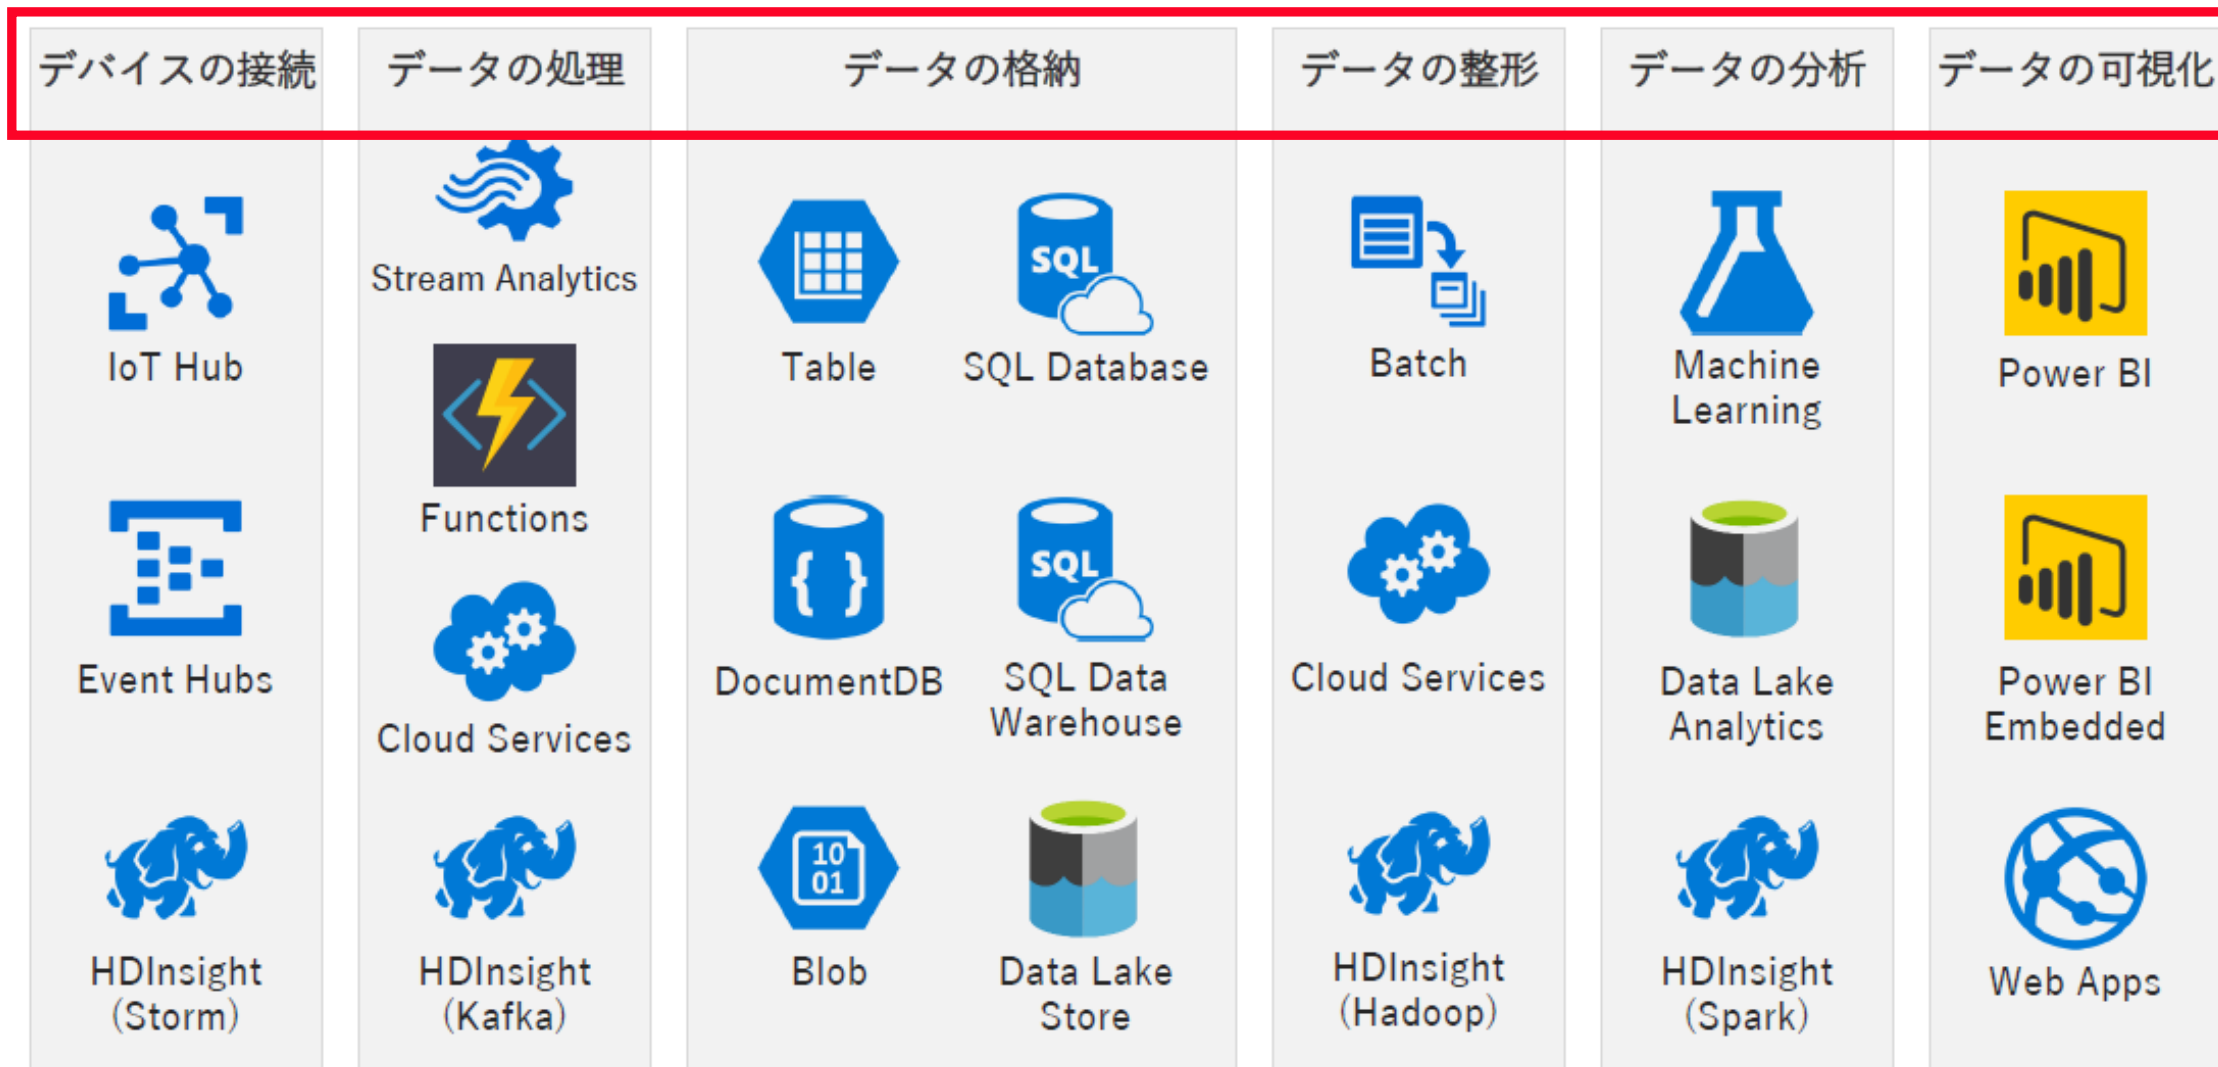 デバイスの接続
データの処理
データの格納
データの整形
データの分析
データの可視化
IoT Hub
Event Hubs
HDInsight
(Storm)
Stream Analytics
Functions
Cloud Services
HDInsight
(Kafka)
Table
SQL
SQL Database
{ }
DocumentDB
SQL
SQL Data
Warehouse
10
01
Blob
Data Lake
Store
Batch
Cloud Services
HDInsight
(Hadoop)
Machine
Learning
Data Lake
Analytics
HDInsight
(Spark)
Power BI
Power BI
Embedded
Web Apps